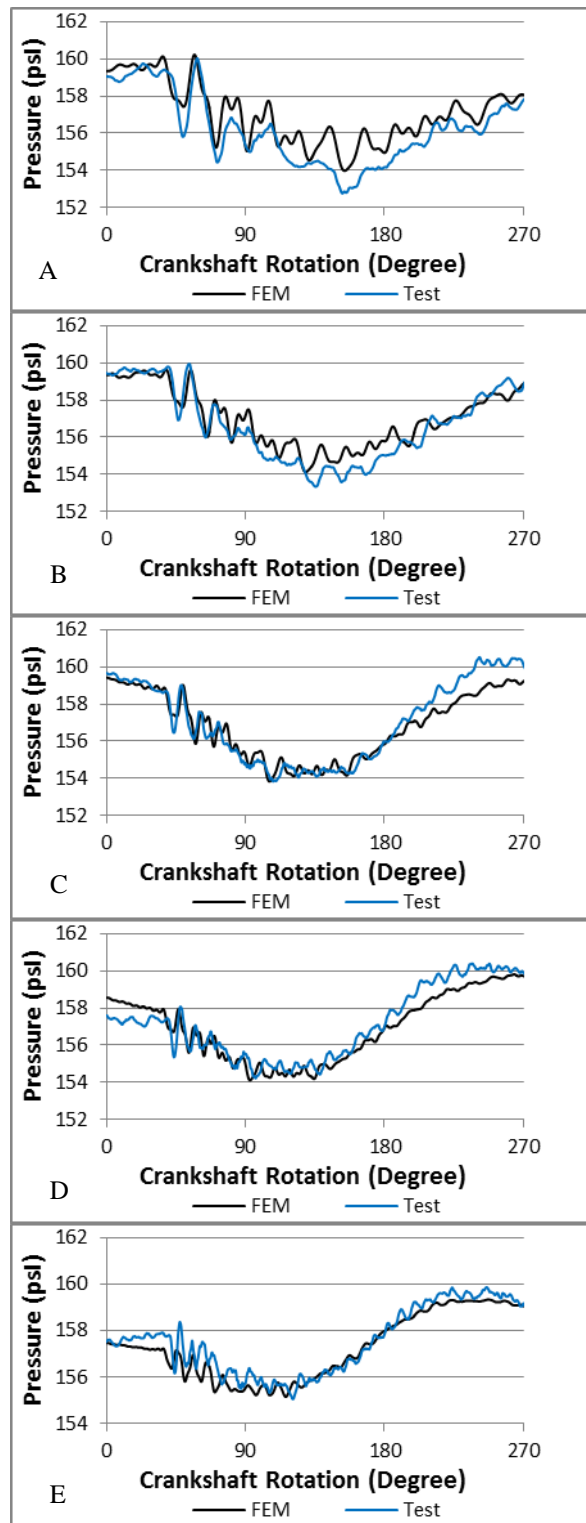 162
160
158
156
154
152
Pressure (psI)
0 90 180 270
Crankshaft Rotation (Degree)
A
FEM Test
162
160
158
156
154
152
Pressure (psI)
0 90 180 270
Crankshaft Rotation (Degree)
B
FEM Test
162
160
158
156
154
152
Pressure (psI)
0 90 180 270
Crankshaft Rotation (Degree)
C
FEM Test
162
160
158
156
154
152
Pressure (psI)
0 90 180 270
Crankshaft Rotation (Degree)
D
FEM Test
162
160
158
156
154
Pressure (psI)
0 90 180 270
Crankshaft Rotation (Degree)
E
FEM Test